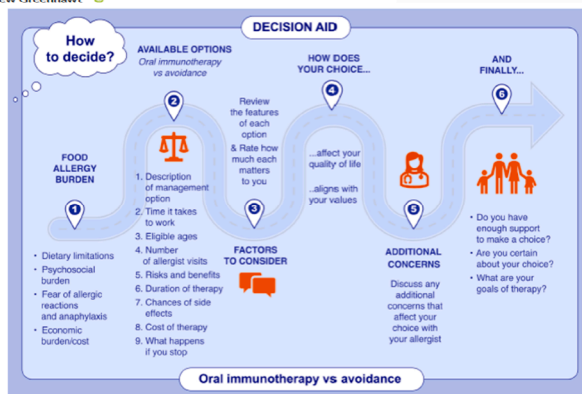 DECISION AID
How
to decide?
FOOD
ALLERGY
BURDEN
1
• Dietary limitations
• Psychosocial
burden
• Fear of allergic
reactions
and anaphylaxis
• Economic
burden/cost
AVAILABLE OPTIONS
Oral immunotherapy
vs avoidance
2
1. Description
of management
option
2. Time it takes
to work
3. Eligible ages
4. Number
of allergist visits
5. Risks and benefits
6. Duration of therapy
7. Chances of side
effects
8. Cost of therapy
9. What happens
if you stop
Review
the features
of each
option
& Rate how
much each
matters
to you
3
FACTORS
TO CONSIDER
HOW DOES
YOUR CHOICE...
4
...affect your
quality of life
..aligns with
your values
5
ADDITIONAL
CONCERNS
Discuss any
additional
concerns that
affect your
choice with
your allergist
AND
FINALLY...
6
• Do you have
enough support
to make a choice?
• Are you certain
about your choice?
• What are your
goals of therapy?
Oral immunotherapy vs avoidance